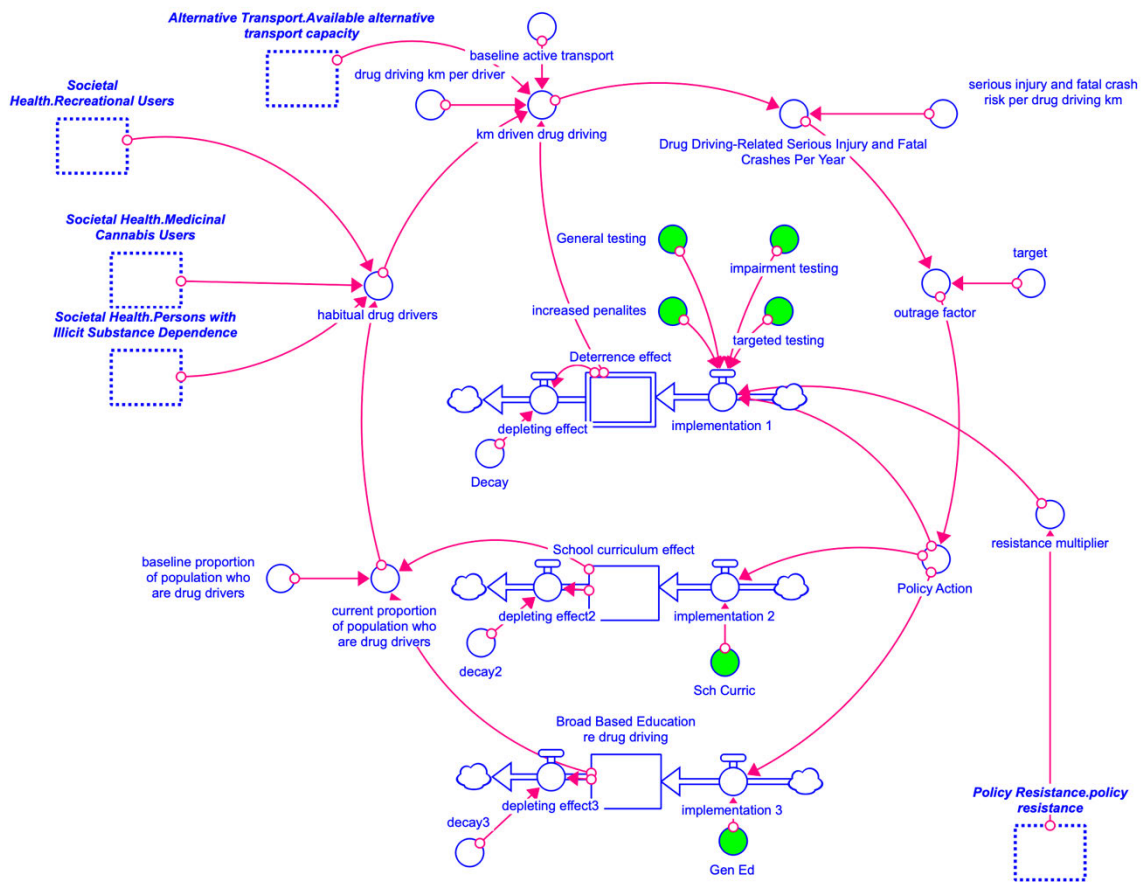 Alternative Transport.Available alternative
transport capacity
baseline active transport
drug driving km per driver
Societal
Health.Recreational Users
serious injury and fatal crash
risk per drug driving km
km driven drug driving
Drug Driving-Related Serious Injury and Fatal
Crashes Per Year
Societal Health.Medicinal
Cannabis Users
General testing
impairment testing
target
habitual drug drivers
increased penalites
outrage factor
Societal Health.Persons with
Illicit Substance Dependence
targeted testing
Deterrence effect
depleting effect
implementation 1
Decay
resistance multiplier
School curriculum effect
baseline proportion
of population who
are drug drivers
Policy Action
current proportion
of population who
are drug drivers
depleting effect2
implementation 2
decay2
Sch Curric
Broad Based Education
re drug driving
Policy Resistance.policy
resistance
depleting effect3
implementation 3
decay3
Gen Ed